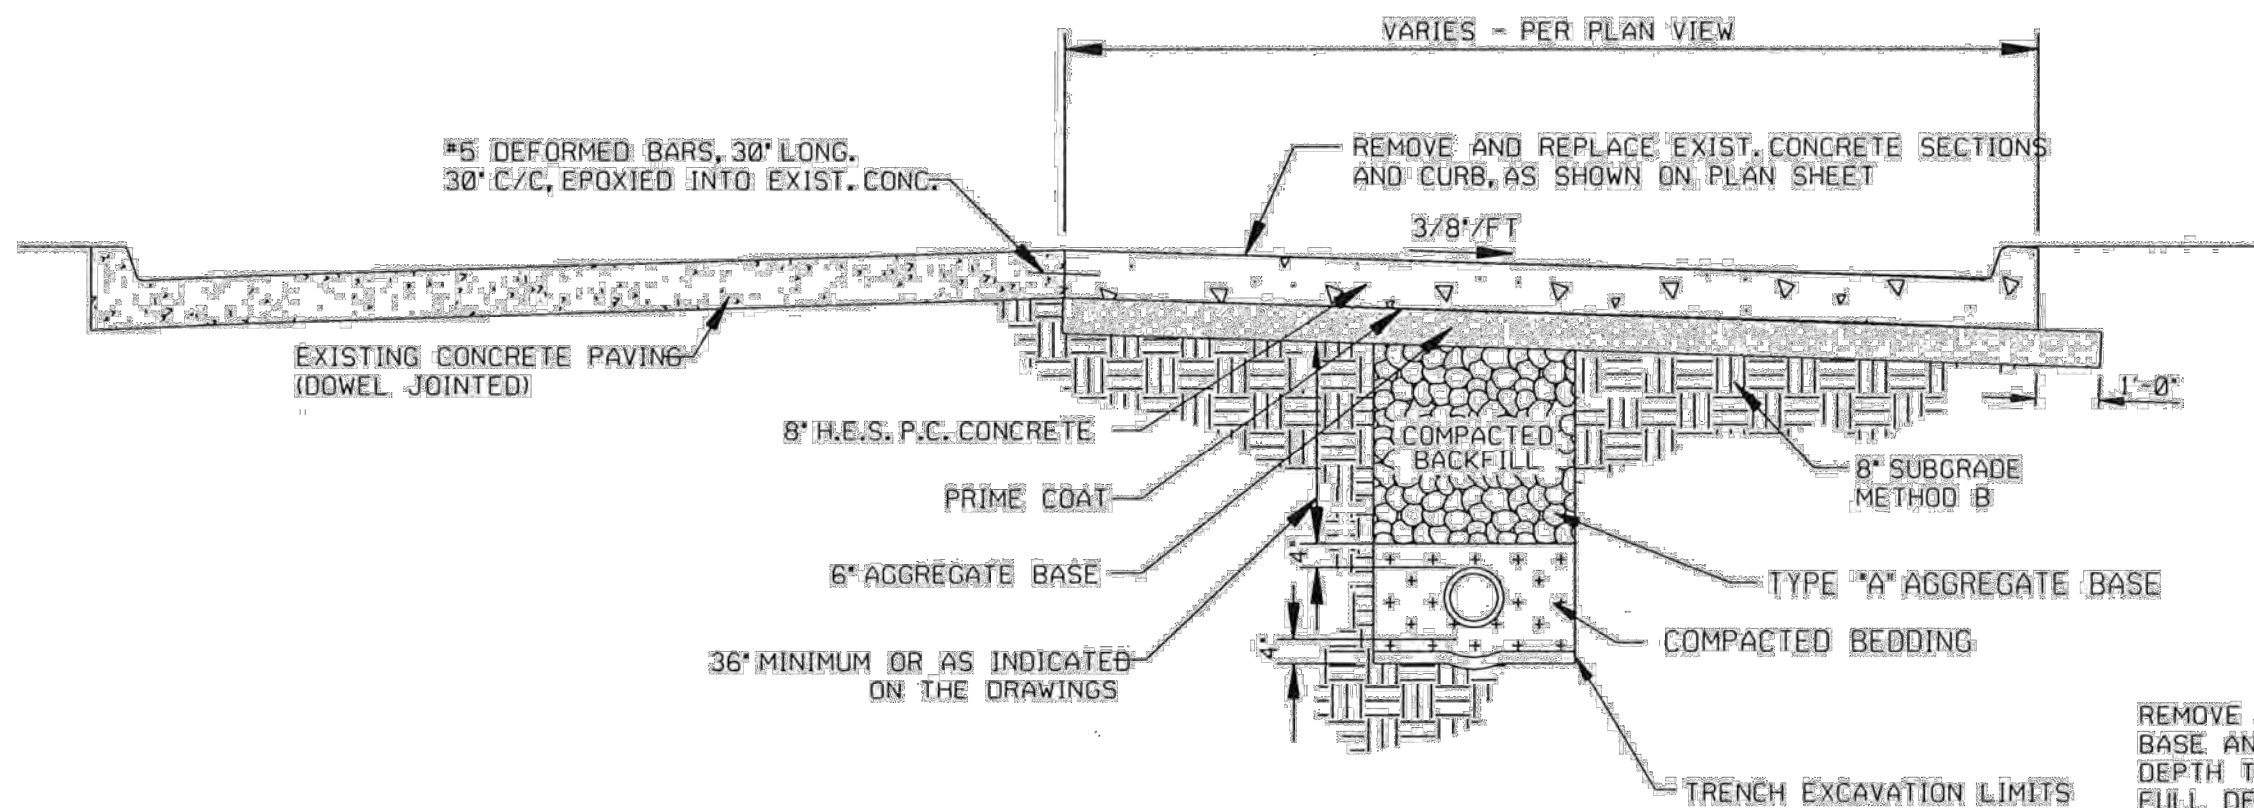 VARIES - PER PLAN VIEW
#5 DEFORMED BARS, 30" LONG.
30" C/C, EPOXIED INTO EXIST. CONC.
REMOVE AND REPLACE EXIST. CONCRETE SECTIONS
AND CURB, AS SHOWN ON PLAN SHEET
3/8"/FT
EXISTING CONCRETE PAVING
(DOWEL JOINTED)
1'-0"
8" H.E.S. P.C. CONCRETE
COMPACTED
BACKFILL
8" SUBGRADE
METHOD B
PRIME COAT
4"
6" AGGREGATE BASE
TYPE "A" AGGREGATE BASE
4"
COMPACTED BEDDING
36" MINIMUM OR AS INDICATED
ON THE DRAWINGS
TRENCH EXCAVATION LIMITS
REMOVE
BASE AN
DEPTH T
FULL DE